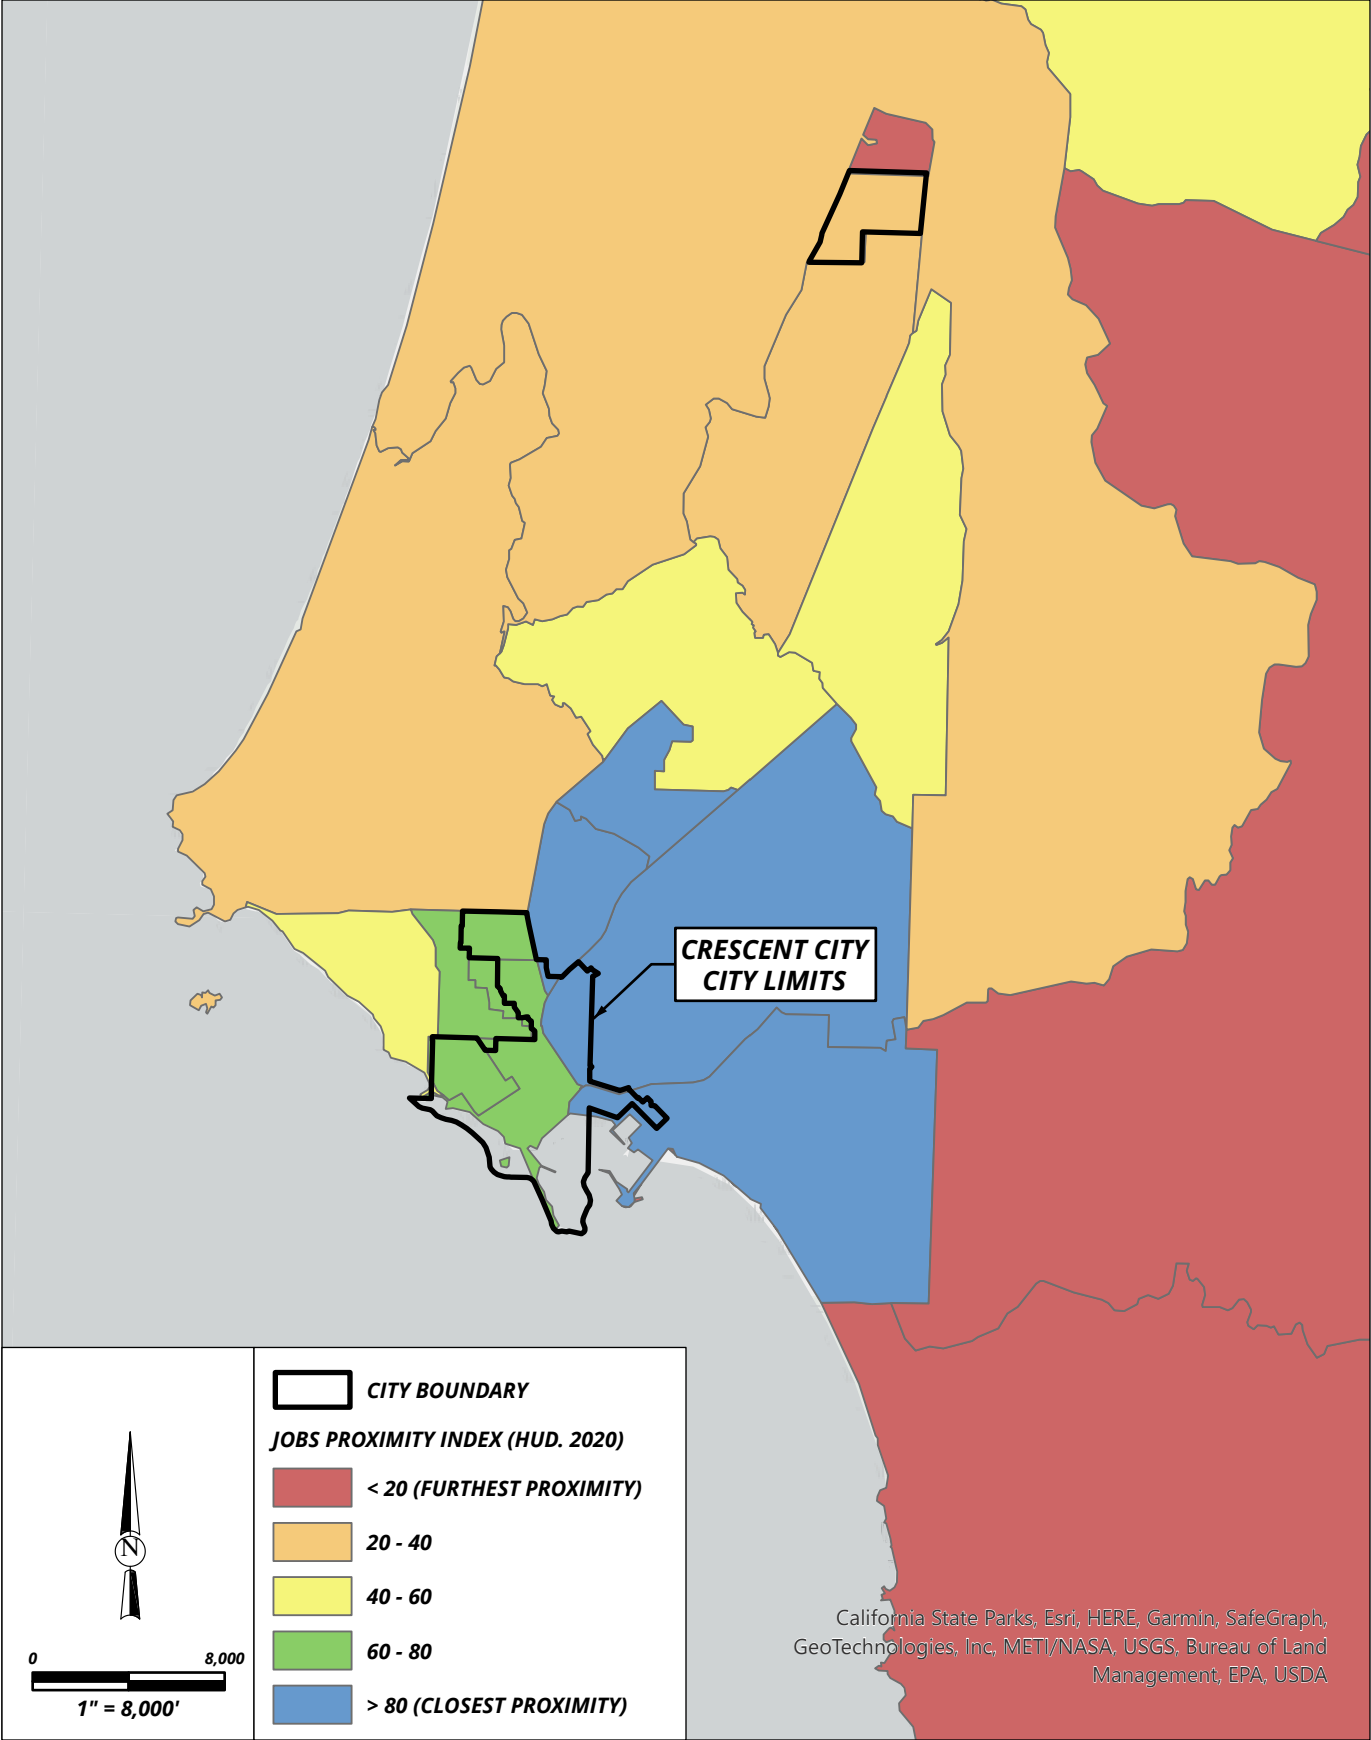 CRESCENT CITY
CITY LIMITS
CITY BOUNDARY
JOBS PROXIMITY INDEX (HUD. 2020)
< 20 (FURTHEST PROXIMITY)
20 - 40
40 - 60
60 - 80
> 80 (CLOSEST PROXIMITY)
N
0 8,000
1" = 8,000'
California State Parks, Esri, HERE, Garmin, SafeGraph,
GeoTechnologies, Inc, METI/NASA, USGS, Bureau of Land
Management, EPA, USDA